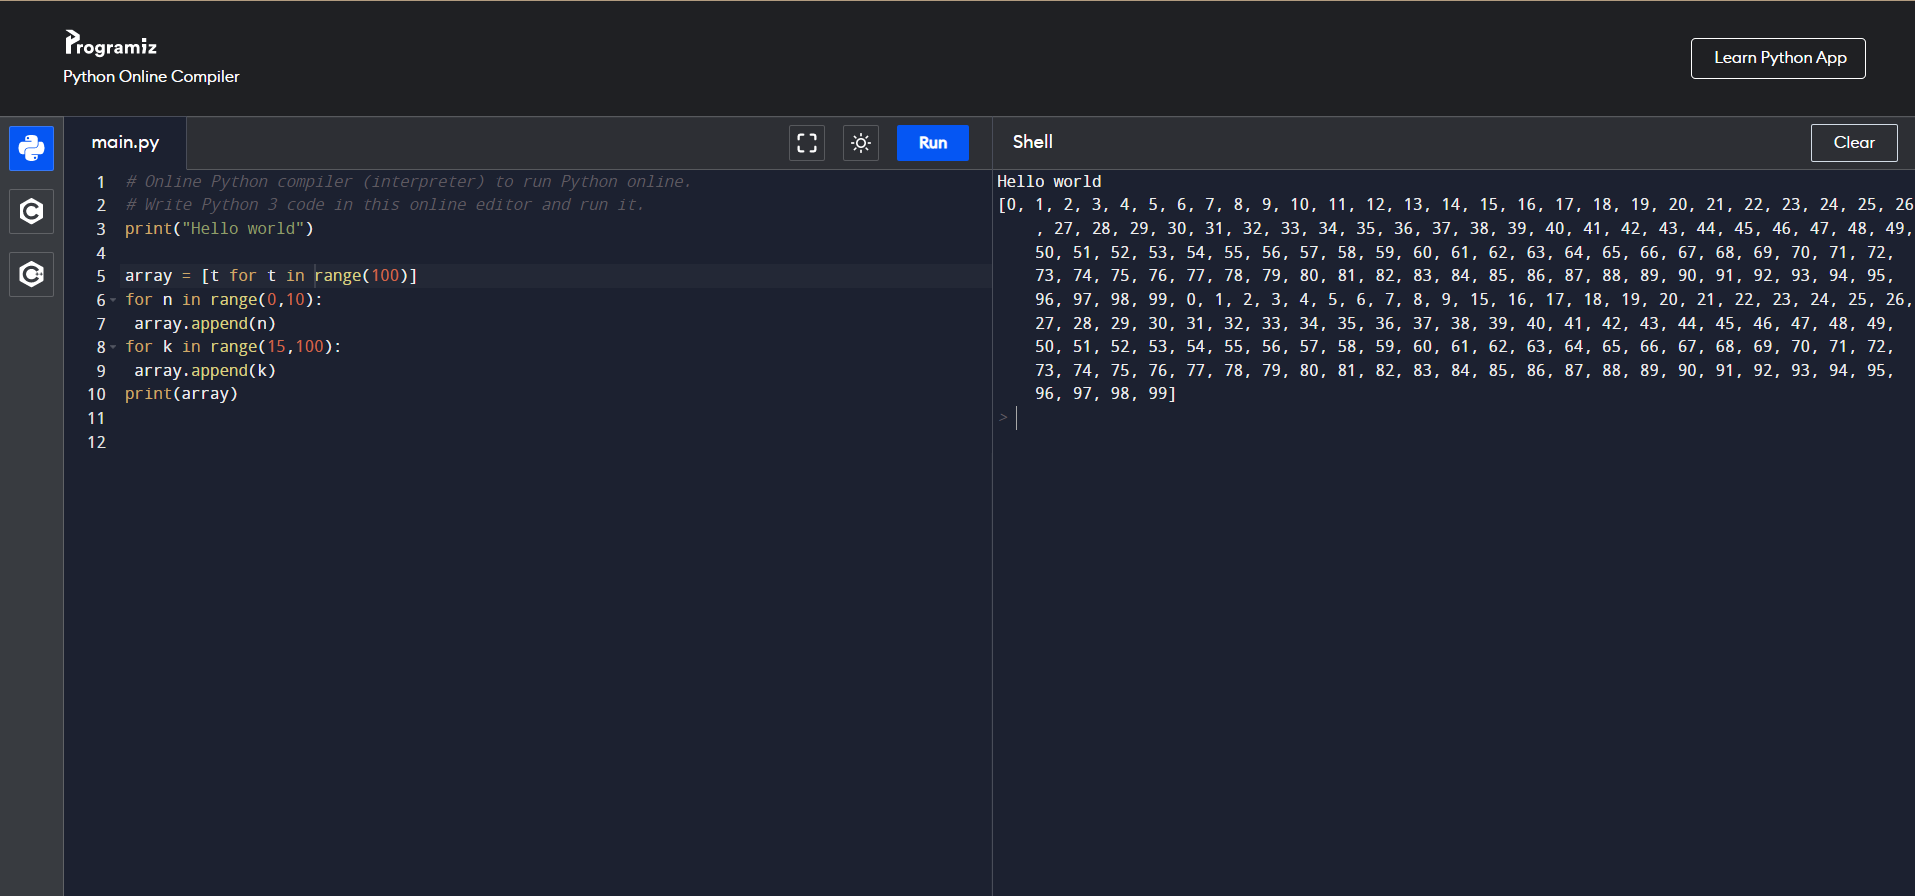 Programiz
Python Online Compiler
Learn Python App
main.py
Run
Shell
Clear
1 # Online Python compiler (interpreter) to run Python online.
2 # Write Python 3 code in this online editor and run it.
3 print("Hello world")
4
5 array = [t for t in range(100)]
6 for n in range(0,10):
7  array.append(n)
8 for k in range(15,100):
9  array.append(k)
10 print(array)
11
12
Hello world
[0, 1, 2, 3, 4, 5, 6, 7, 8, 9, 10, 11, 12, 13, 14, 15, 16, 17, 18, 19, 20, 21, 22, 23, 24, 25, 26
, 27, 28, 29, 30, 31, 32, 33, 34, 35, 36, 37, 38, 39, 40, 41, 42, 43, 44, 45, 46, 47, 48, 49,
50, 51, 52, 53, 54, 55, 56, 57, 58, 59, 60, 61, 62, 63, 64, 65, 66, 67, 68, 69, 70, 71, 72,
73, 74, 75, 76, 77, 78, 79, 80, 81, 82, 83, 84, 85, 86, 87, 88, 89, 90, 91, 92, 93, 94, 95,
96, 97, 98, 99, 0, 1, 2, 3, 4, 5, 6, 7, 8, 9, 15, 16, 17, 18, 19, 20, 21, 22, 23, 24, 25, 26,
27, 28, 29, 30, 31, 32, 33, 34, 35, 36, 37, 38, 39, 40, 41, 42, 43, 44, 45, 46, 47, 48, 49,
50, 51, 52, 53, 54, 55, 56, 57, 58, 59, 60, 61, 62, 63, 64, 65, 66, 67, 68, 69, 70, 71, 72,
73, 74, 75, 76, 77, 78, 79, 80, 81, 82, 83, 84, 85, 86, 87, 88, 89, 90, 91, 92, 93, 94, 95,
96, 97, 98, 99]
>